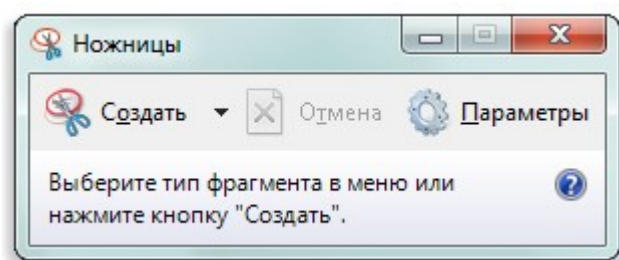 Ножницы
Создать Отмена Параметры
Выберите тип фрагмента в меню или
нажмите кнопку "Создать".